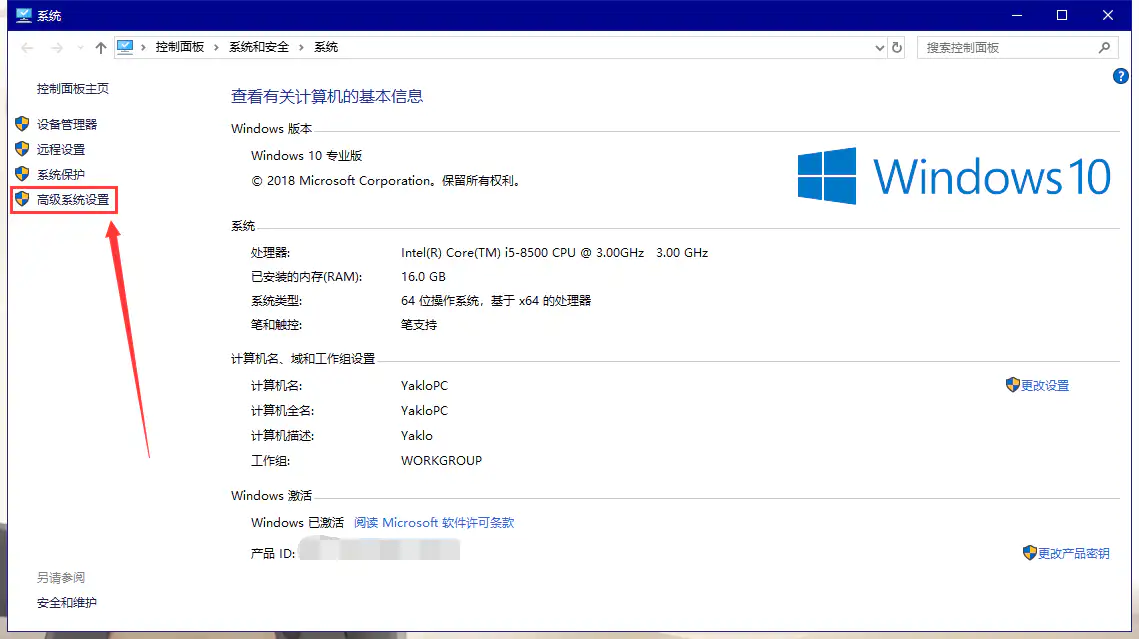 系统
控制面板 › 系统和安全 › 系统
搜索控制面板
控制面板主页
设备管理器
远程设置
系统保护
高级系统设置
查看有关计算机的基本信息
Windows 版本
Windows 10 专业版
© 2018 Microsoft Corporation。保留所有权利。
Windows 10
系统
处理器: Intel(R) Core(TM) i5-8500 CPU @ 3.00GHz 3.00 GHz
已安装的内存(RAM): 16.0 GB
系统类型: 64 位操作系统, 基于 x64 的处理器
笔和触控: 笔支持
计算机名、域和工作组设置
计算机名: YakloPC
更改设置
计算机全名: YakloPC
计算机描述: Yaklo
工作组: WORKGROUP
Windows 激活
Windows 已激活 阅读 Microsoft 软件许可条款
产品 ID:
更改产品密钥
另请参阅
安全和维护